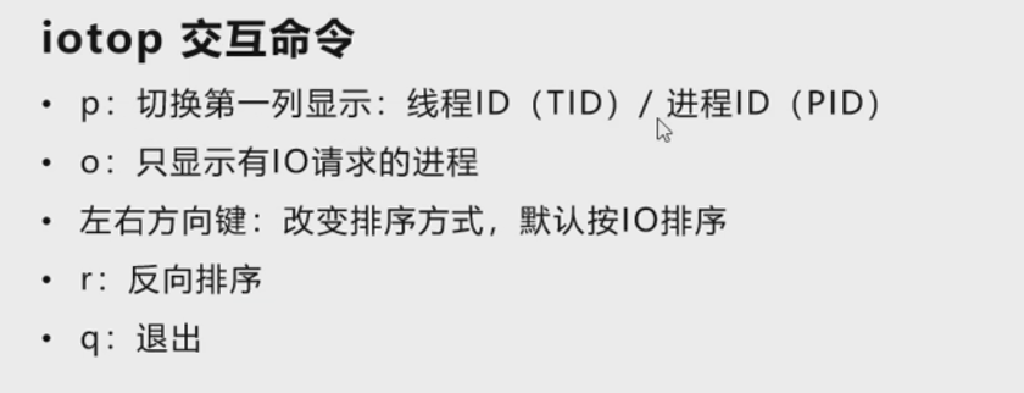 iotop 交互命令
• p：切换第一列显示：线程ID（TID）/ 进程ID（PID）
• o：只显示有IO请求的进程
• 左右方向键：改变排序方式，默认按IO排序
• r：反向排序
• q：退出